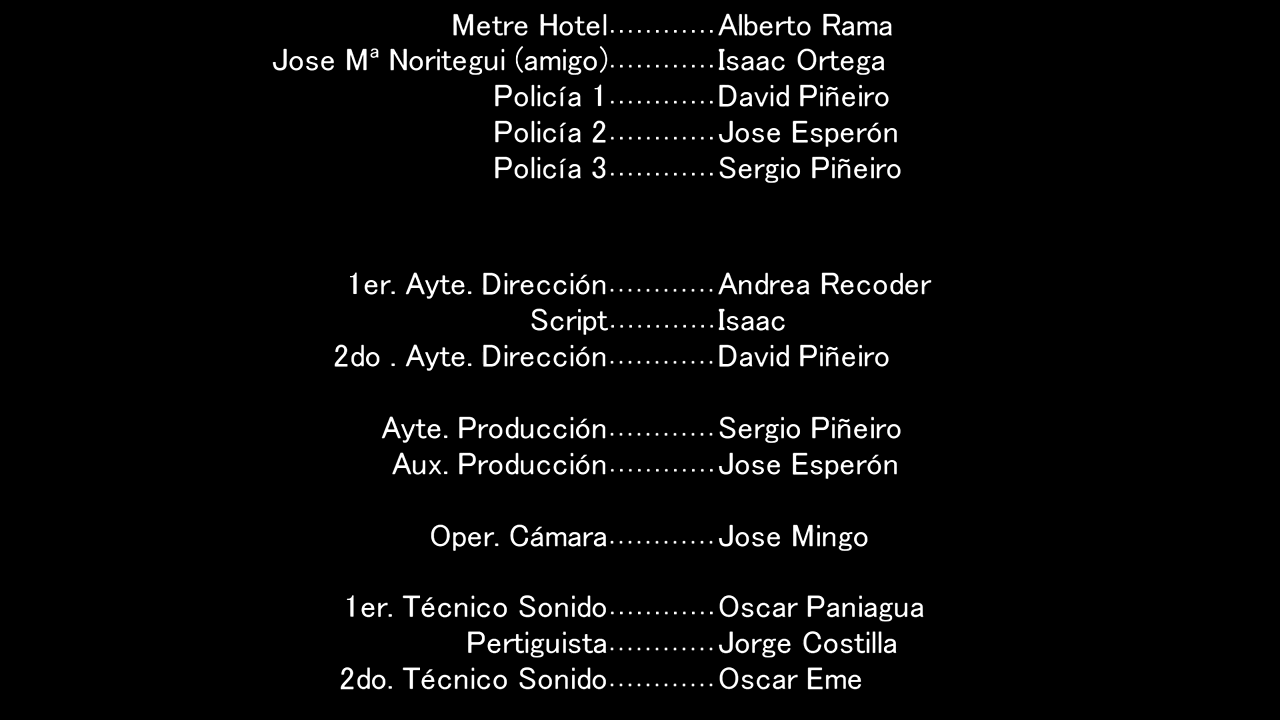 Metre Hotel............Alberto Rama
Jose Mª Noritegui (amigo)............Isaac Ortega
Policía 1............David Piñeiro
Policía 2............Jose Esperón
Policía 3............Sergio Piñeiro
1er. Ayte. Dirección............Andrea Recoder
Script............Isaac
2do . Ayte. Dirección............David Piñeiro
Ayte. Producción............Sergio Piñeiro
Aux. Producción............Jose Esperón
Oper. Cámara............Jose Mingo
1er. Técnico Sonido............Oscar Paniagua
Pertiguista............Jorge Costilla
2do. Técnico Sonido............Oscar Eme